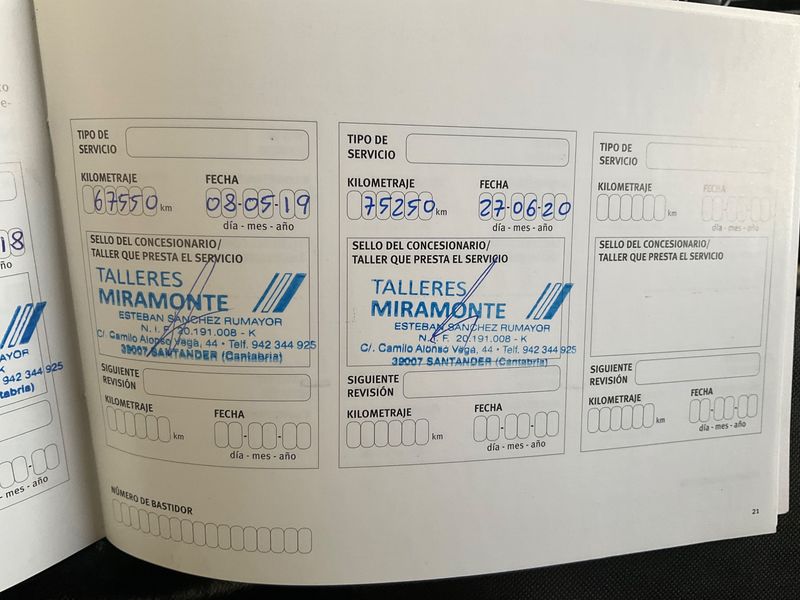 TIPO DE
SERVICIO
KILOMETRAJE
FECHA
67550 km
08-05-19
día - mes - año
SELLO DEL CONCESIONARIO/
TALLER QUE PRESTA EL SERVICIO
TALLERES
MIRAMONTE
ESTEBAN SANCHEZ RUMAYOR
N. I. F. 20.191.008 - K
C/. Camilo Alonso Vega, 44 • Telf. 942 344 925
39007 SANTANDER (Cantabria)
SIGUIENTE
REVISIÓN
KILOMETRAJE
FECHA
km
día - mes - año
NÚMERO DE BASTIDOR
TIPO DE
SERVICIO
KILOMETRAJE
FECHA
75250 km
27-06-20
día - mes - año
SELLO DEL CONCESIONARIO/
TALLER QUE PRESTA EL SERVICIO
TALLERES
MIRAMONTE
ESTEBAN SANCHEZ RUMAYOR
N. I. F. 20.191.008 - K
C/. Camilo Alonso Vega, 44 • Telf. 942 344 925
39007 SANTANDER (Cantabria)
SIGUIENTE
REVISIÓN
KILOMETRAJE
FECHA
km
día - mes - año
TIPO DE
SERVICIO
KILOMETRAJE
FECHA
km
día - mes - año
SELLO DEL CONCESIONARIO/
TALLER QUE PRESTA EL SERVICIO
SIGUIENTE
REVISIÓN
KILOMETRAJE
FECHA
km
día - mes - año
21
18
ño
AYOR
K
942 344 925
tabria)
- mes - año